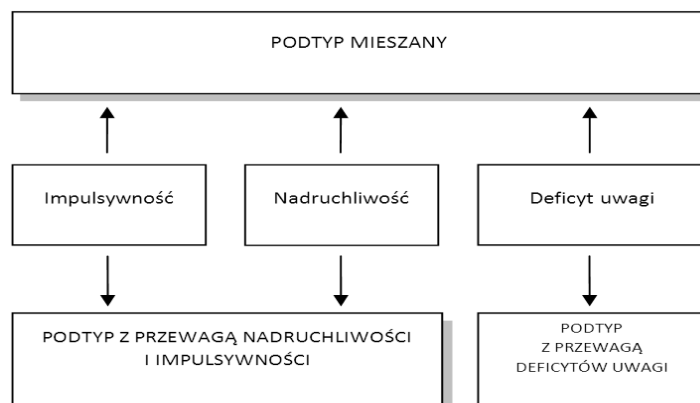 PODTYP MIESZANY
Impulsywność
Nadruchliwość
Deficyt uwagi
PODTYP Z PRZEWAGĄ NADRUCHLIWOŚCI
I IMPULSYWNOŚCI
PODTYP
Z PRZEWAGĄ
DEFICYTÓW UWAGI